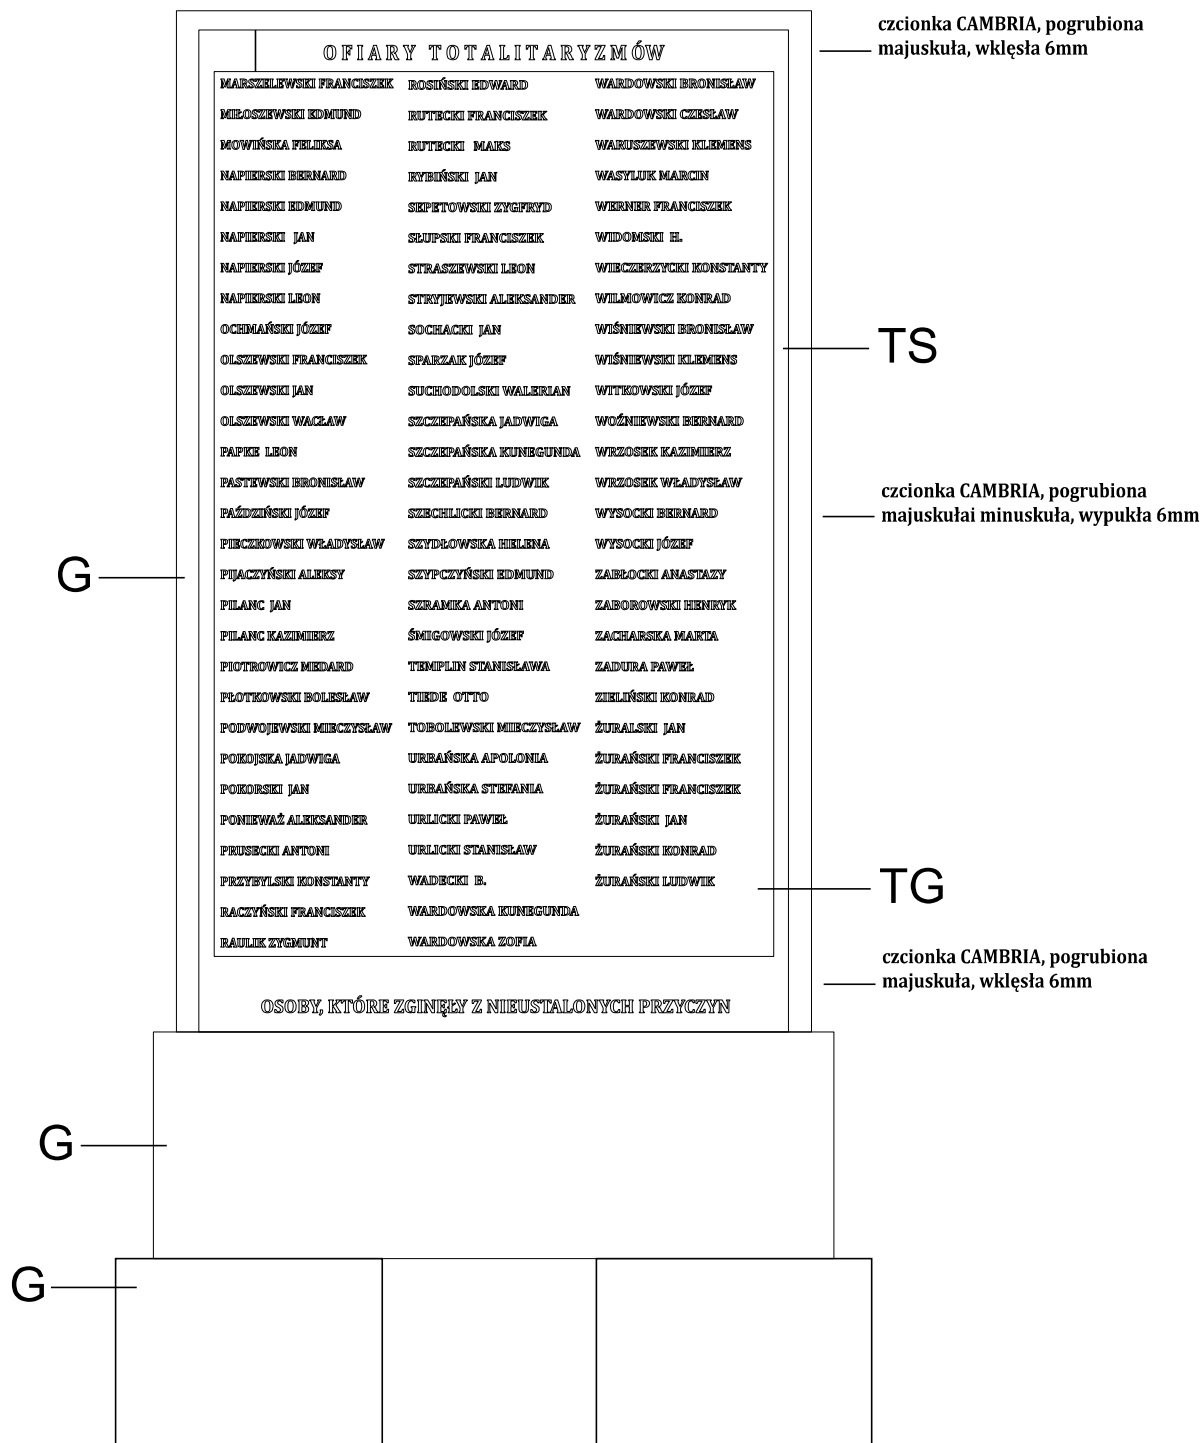 OFIARY TOTALITARYZMÓW
MARSZELEWSKI FRANCISZEK
MIŁOSZEWSKI EDMUND
MOWIŃSKA FELIKSA
NAPIERSKI BERNARD
NAPIERSKI EDMUND
NAPIERSKI JAN
NAPIERSKI JÓZEF
NAPIERSKI LEON
OCHMAŃSKI JÓZEF
OLSZEWSKI FRANCISZEK
OLSZEWSKI JAN
OLSZEWSKI WACŁAW
PAPKE LEON
PASTEWSKI BRONISŁAW
PAŹDZIŃSKI JÓZEF
PIECZKOWSKI WŁADYSŁAW
PIJACZYŃSKI ALEKSY
PILANC JAN
PILANC KAZIMIERZ
PIOTROWICZ MEDARD
PŁOTKOWSKI BOLESŁAW
PODWOJEWSKI MIECZYSŁAW
POKOJSKA JADWIGA
POKORSKI JAN
PONIEWAŻ ALEKSANDER
PRUSECKI ANTONI
PRZYBYLSKI KONSTANTY
RACZYŃSKI FRANCISZEK
RAULIK ZYGMUNT
ROSIŃSKI EDWARD
RUTECKI FRANCISZEK
RUTECKI MAKS
RYBIŃSKI JAN
SEPETOWSKI ZYGFRYD
SŁUPSKI FRANCISZEK
STRASZEWSKI LEON
STRYJEWSKI ALEKSANDER
SOCHACKI JAN
SPARZAK JÓZEF
SUCHODOLSKI WALERIAN
SZCZEPAŃSKA JADWIGA
SZCZEPAŃSKA KUNEGUNDA
SZCZEPAŃSKI LUDWIK
SZECHLICKI BERNARD
SZYDŁOWSKA HELENA
SZYPCZYŃSKI EDMUND
SZRAMKA ANTONI
ŚMIGOWSKI JÓZEF
TEMPLIN STANISŁAWA
TIEDE OTTO
TOBOLEWSKI MIECZYSŁAW
URBAŃSKA APOLONIA
URBAŃSKA STEFANIA
URLICKI PAWEŁ
URLICKI STANISŁAW
WADECKI B.
WARDOWSKA KUNEGUNDA
WARDOWSKA ZOFIA
WARDOWSKI BRONISŁAW
WARDOWSKI CZESŁAW
WARUSZEWSKI KLEMENS
WASYLUK MARCIN
WERNER FRANCISZEK
WIDOMSKI H.
WIECZERZYCKI KONSTANTY
WILMOWICZ KONRAD
WIŚNIEWSKI BRONISŁAW
WIŚNIEWSKI KLEMENS
WITKOWSKI JÓZEF
WOŹNIEWSKI BERNARD
WRZOSEK KAZIMIERZ
WRZOSEK WŁADYSŁAW
WYSOCKI BERNARD
WYSOCKI JÓZEF
ZABŁOCKI ANASTAZY
ZABOROWSKI HENRYK
ZACHARSKA MARTA
ZADURA PAWEŁ
ZIELIŃSKI KONRAD
ŻURALSKI JAN
ŻURAŃSKI FRANCISZEK
ŻURAŃSKI FRANCISZEK
ŻURAŃSKI JAN
ŻURAŃSKI KONRAD
ŻURAŃSKI LUDWIK
OSOBY, KTÓRE ZGINĘŁY Z NIEUSTALONYCH PRZYCZYN
czcionka CAMBRIA, pogrubiona
majuskuła, wklęsła 6mm
TS
czcionka CAMBRIA, pogrubiona
majuskułai minuskuła, wypukła 6mm
TG
czcionka CAMBRIA, pogrubiona
majuskuła, wklęsła 6mm
G
G
G